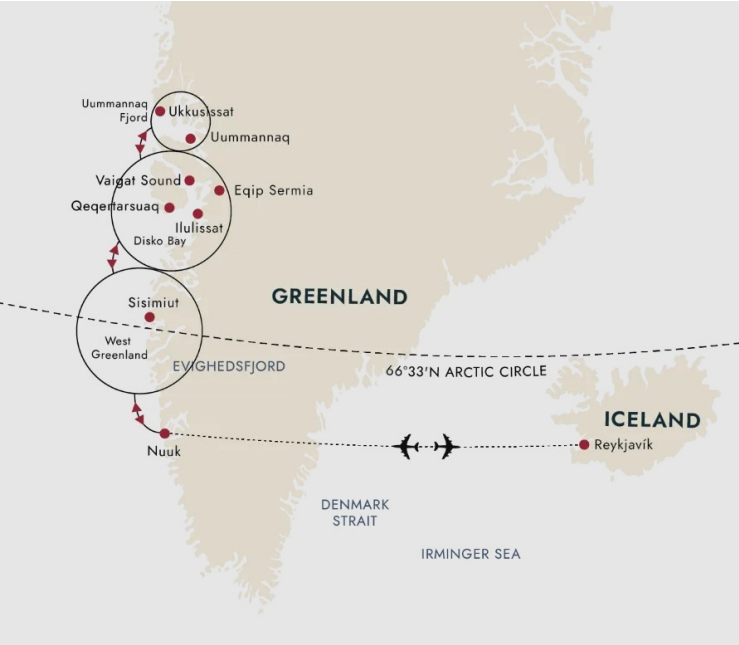 Uummannaq
Fjord
Ukkusissat
Uummannaq
Vaigat Sound
Eqip Sermia
Qeqertarsuaq
Ilulissat
Disko Bay
GREENLAND
Sisimiut
West
Greenland
EVIGHEDSFJORD
66°33'N ARCTIC CIRCLE
ICELAND
Reykjavík
Nuuk
DENMARK
STRAIT
IRMINGER SEA